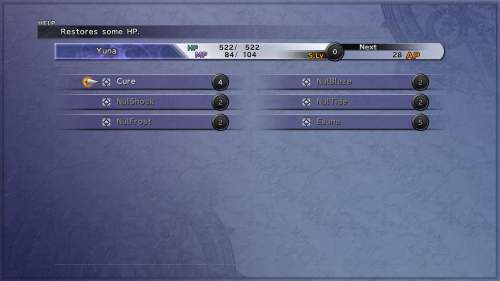 HELP
Restores some HP.
Yuna HP 522/ 522 Next
MP 84/ 104 S.Lv 0 28 AP
Cure 4 NulBlaze 2
NulShock 2 NulTide 2
NulFrost 2 Esuna 5